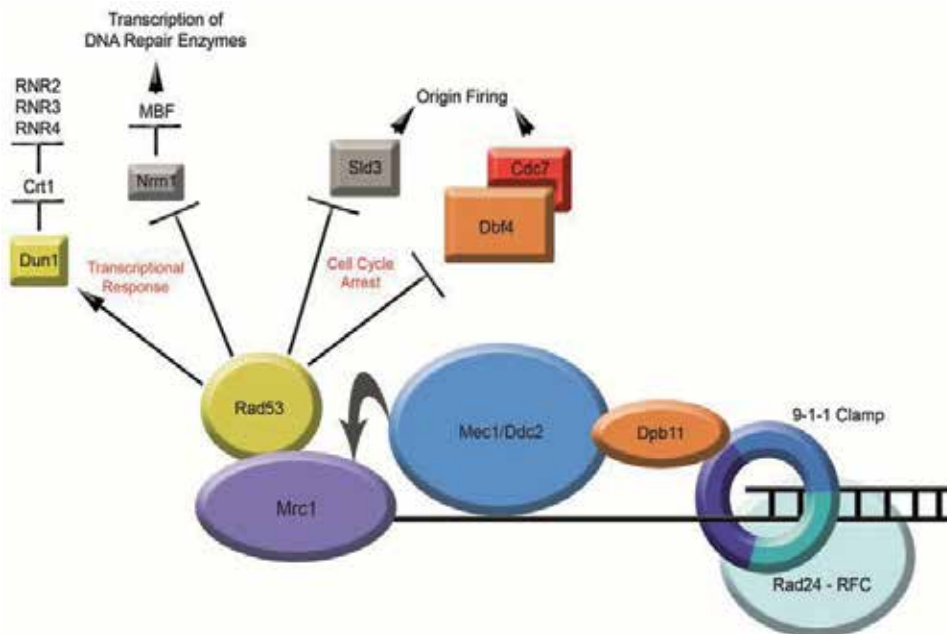 Transcription of
DNA Repair Enzymes
RNR2
RNR3
RNR4
MBF
Origin Firing
Crt1
Nrm1
Sld3
Cdc7
Dbf4
Dun1
Transcriptional
Response
Cell Cycle
Arrest
Rad53
Mec1/Ddc2
Dpb11
9-1-1 Clamp
Mrc1
Rad24 - RFC